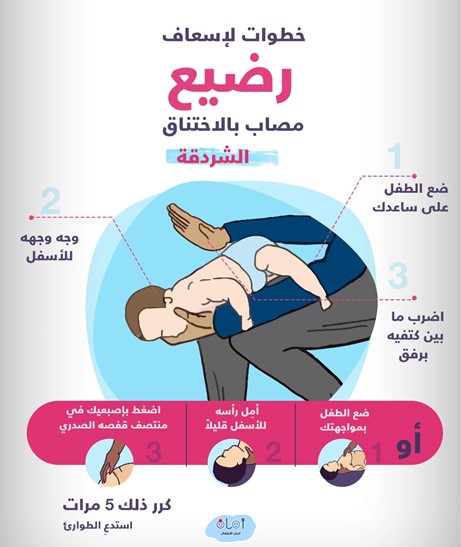 خطوات لإسعاف
رضيع
مصاب بالاختناق
الشردقة
1
ضع الطفل
على ساعدك
2
وجه وجهه
للأسفل
3
اضرب ما
بين كتفيه
برفق
أو
ضع الطفل
بمواجهتك
1
أمِل رأسه
للأسفل قليلاً
2
اضغط بإصبعيك في
منتصف قفصه الصدري
3
كرر ذلك 5 مرات
استدعِ الطوارئ
أمان